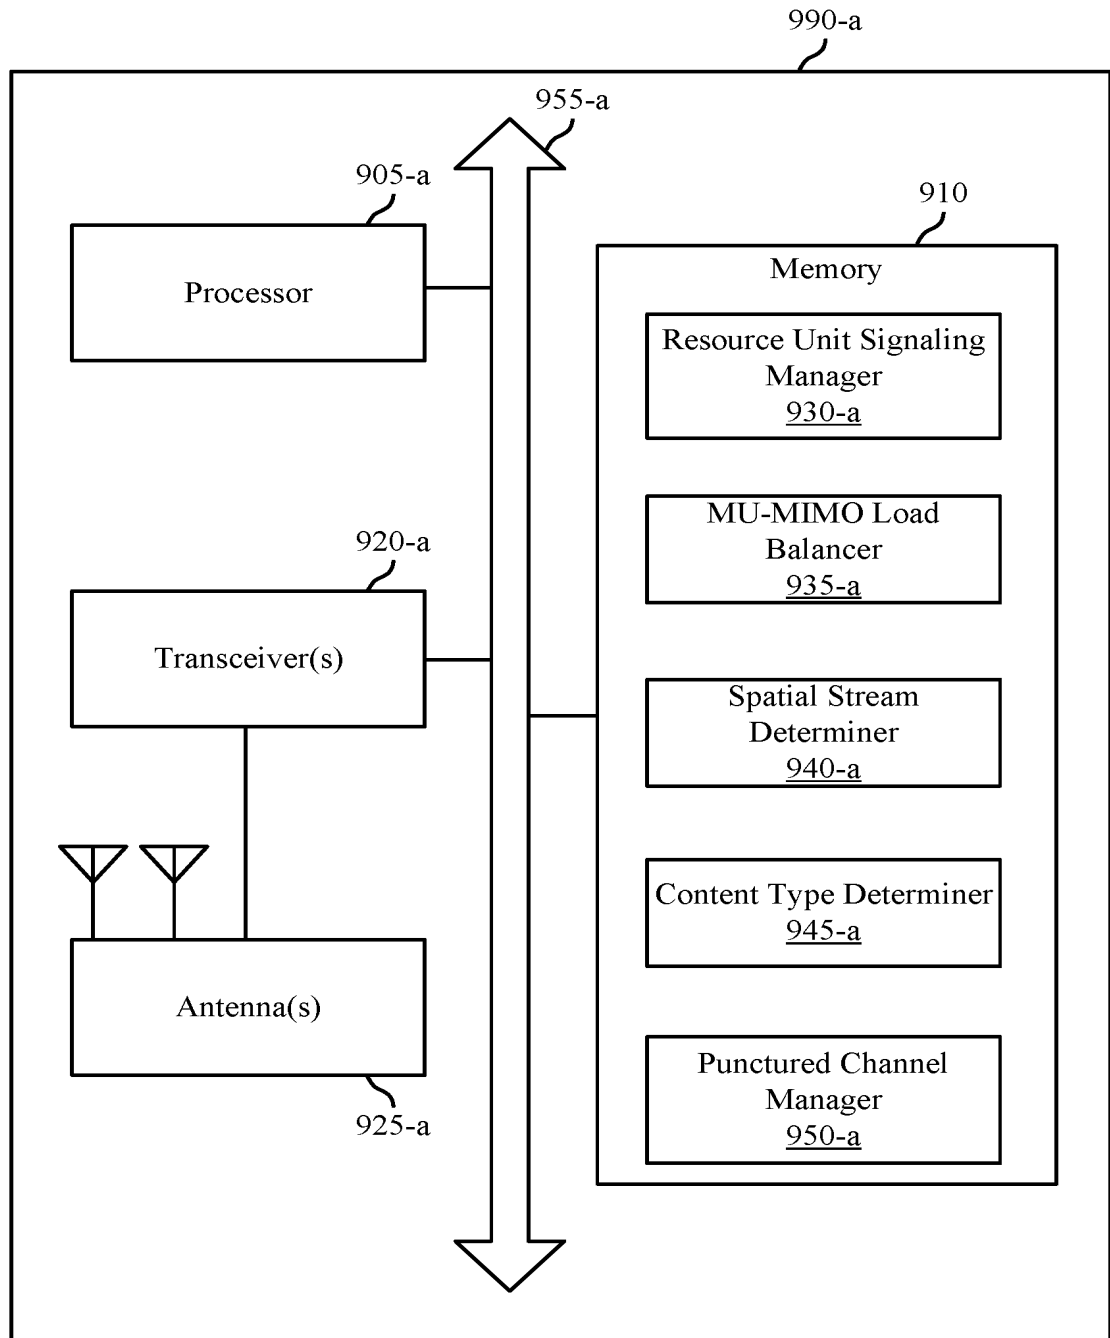 990-a
955-a
905-a
Processor
910
Memory
Resource Unit Signaling
Manager
930-a
MU-MIMO Load
Balancer
935-a
920-a
Transceiver(s)
Spatial Stream
Determiner
940-a
Content Type Determiner
945-a
Antenna(s)
925-a
Punctured Channel
Manager
950-a